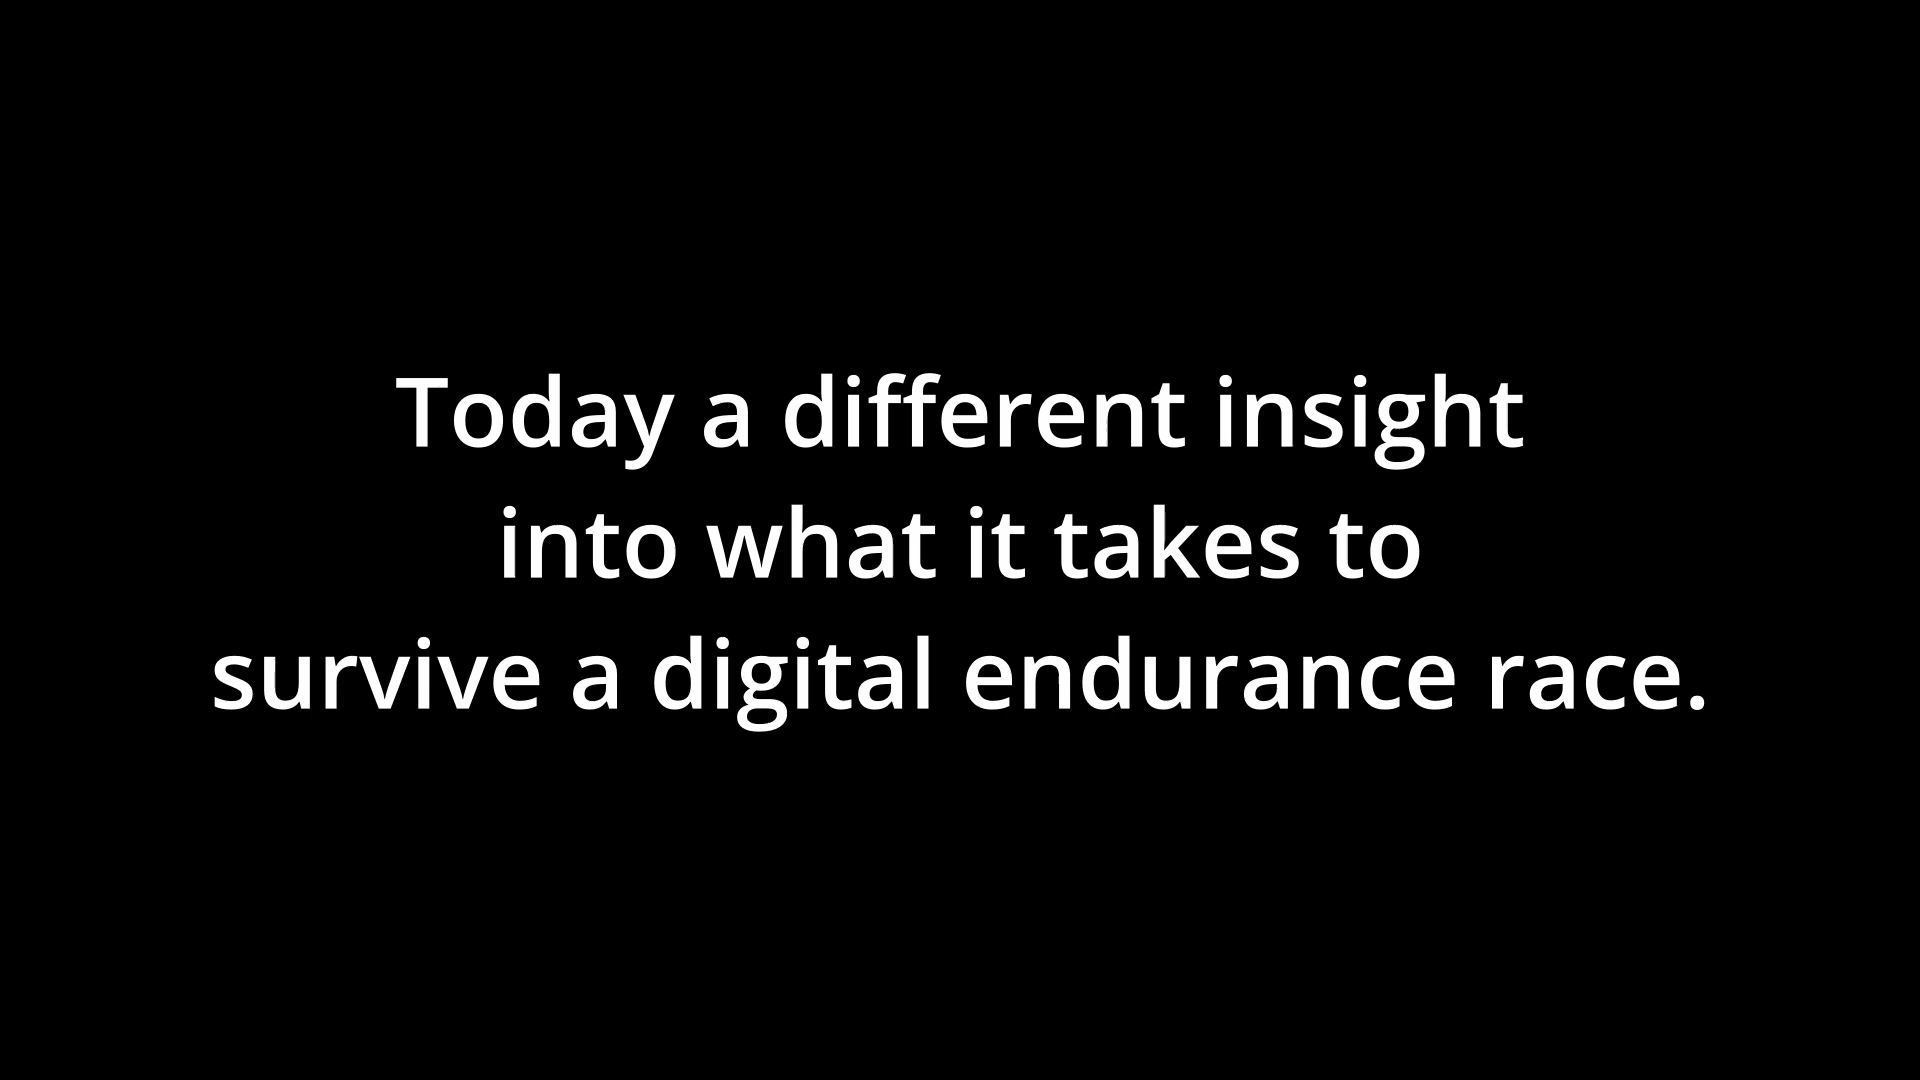 Today a different insight
into what it takes to
survive a digital endurance race.